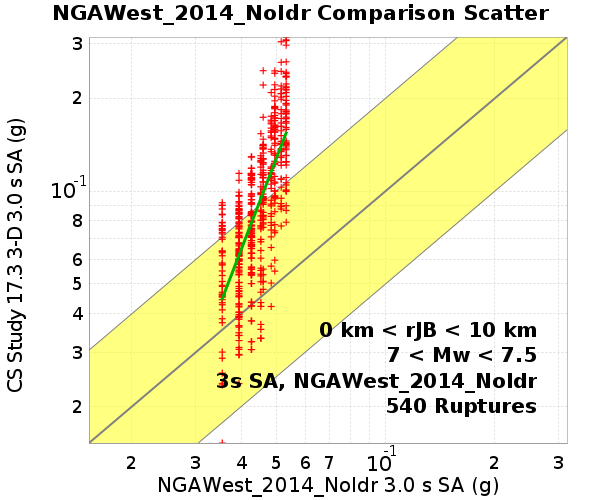 NGAWest_2014_NoIdr Comparison Scatter
CS Study 17.3 3-D 3.0 s SA (g)
3
2
10-1
8
6
5
4
3
2
0 km < rJB < 10 km
7 < Mw < 7.5
3s SA, NGAWest_2014_NoIdr
540 Ruptures
2 3 4 5 6 7 10-1 2 3
NGAWest_2014_NoIdr 3.0 s SA (g)